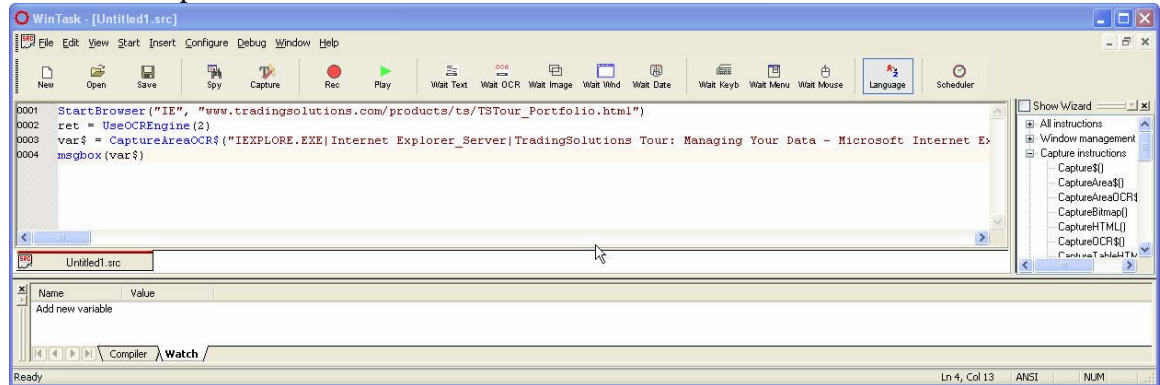 WinTask - [Untitled1.src]
File Edit View Start Insert Configure Debug Window Help
New Open Save Spy Capture Rec Play Wait Text Wait OCR Wait Image Wait Wnd Wait Date Wait Keyb Wait Menu Wait Mouse Language Scheduler
0001 StartBrowser("IE", "www.tradingsolutions.com/products/ts/TSTour_Portfolio.html")
0002 ret = UseOCREngine(2)
0003 var$ = CaptureAreaOCR$("IEXPLORE.EXE|Internet Explorer_Server|TradingSolutions Tour: Managing Your Data - Microsoft Internet Ex
0004 msgbox(var$)
Show Wizard
All instructions
Window management
Capture instructions
Capture$()
CaptureArea$()
CaptureAreaOCR$
CaptureBitmap()
CaptureHTML()
CaptureOCR$()
CaptureTableHTM
Untitled1.src
Name Value
Add new variable
Compiler Watch
Ready Ln 4, Col 13 ANSI NUM